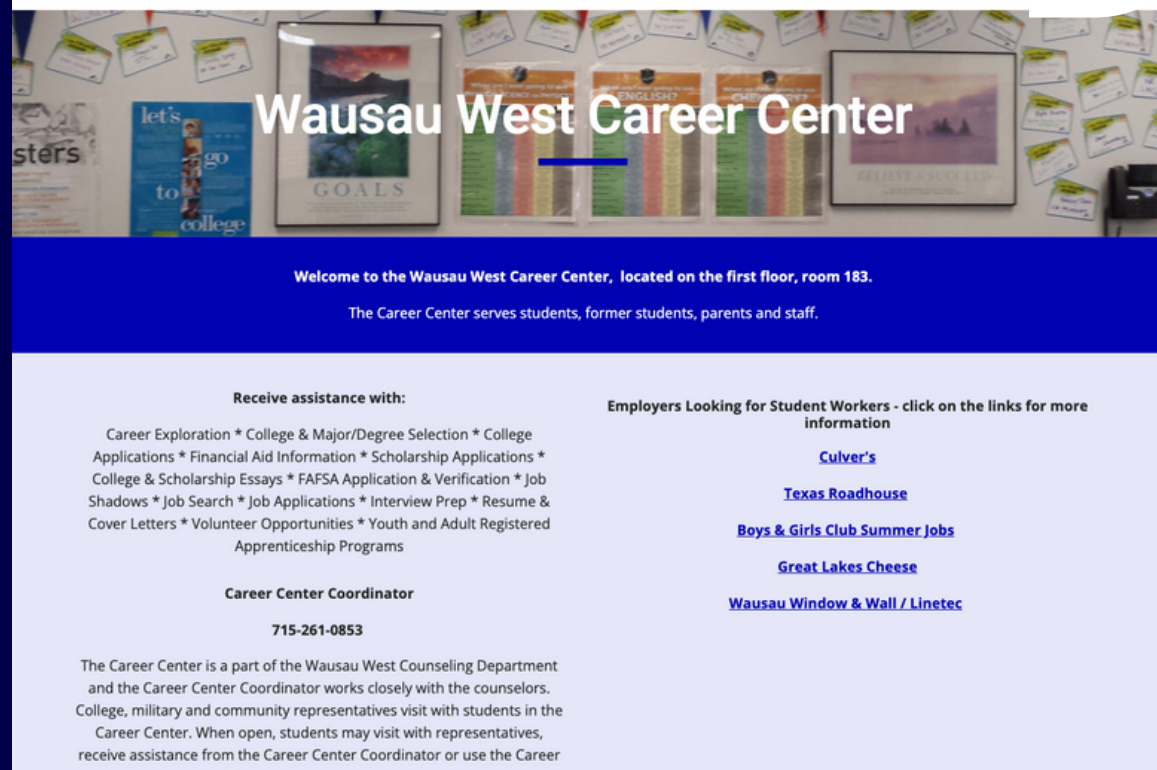 let's
go
to
college
sters
GOALS
ENGLISH?
BELIEVE & SUCCEED
Wausau West Career Center
Welcome to the Wausau West Career Center,  located on the first floor, room 183.
The Career Center serves students, former students, parents and staff.
Receive assistance with:
Career Exploration * College & Major/Degree Selection * College
Applications * Financial Aid Information * Scholarship Applications *
College & Scholarship Essays * FAFSA Application & Verification * Job
Shadows * Job Search * Job Applications * Interview Prep * Resume &
Cover Letters * Volunteer Opportunities * Youth and Adult Registered
Apprenticeship Programs
Career Center Coordinator
715-261-0853
The Career Center is a part of the Wausau West Counseling Department
and the Career Center Coordinator works closely with the counselors.
College, military and community representatives visit with students in the
Career Center. When open, students may visit with representatives,
receive assistance from the Career Center Coordinator or use the Career
Employers Looking for Student Workers - click on the links for more
information
Culver's
Texas Roadhouse
Boys & Girls Club Summer Jobs
Great Lakes Cheese
Wausau Window & Wall / Linetec